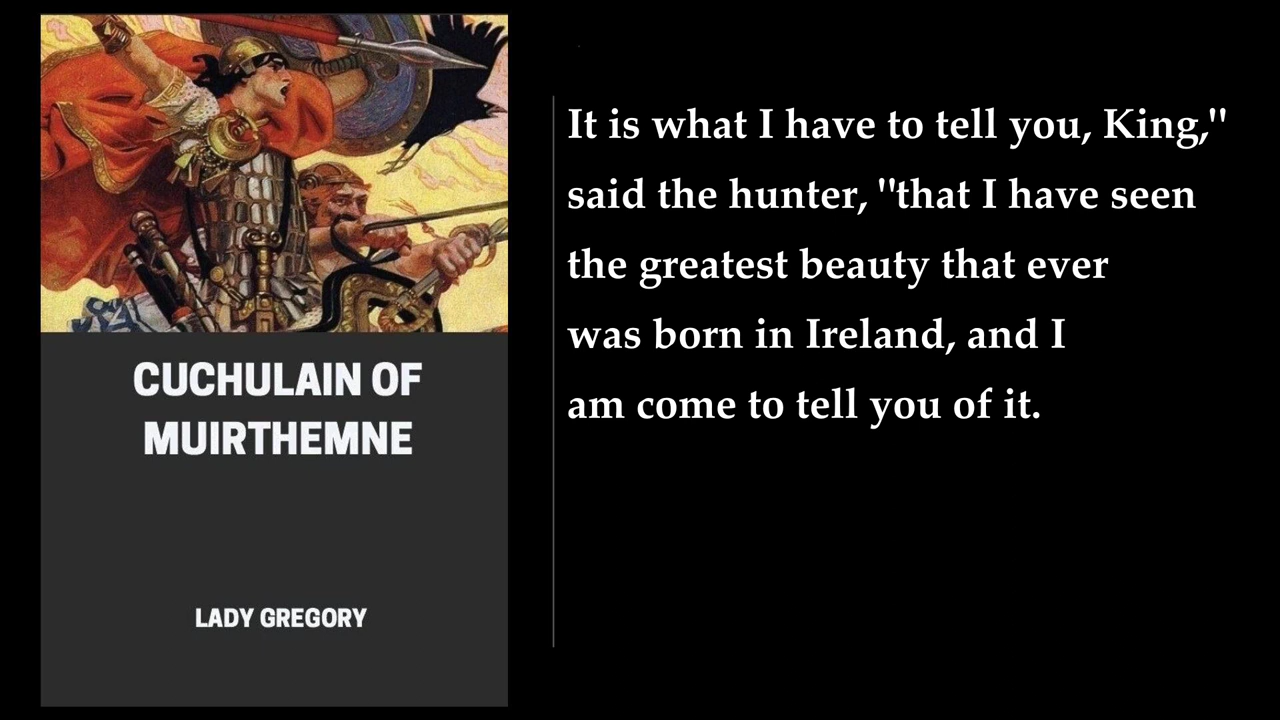 CUCHULAIN OF
MUIRTHEMNE
LADY GREGORY
It is what I have to tell you, King,"
said the hunter, "that I have seen
the greatest beauty that ever
was born in Ireland, and I
am come to tell you of it.